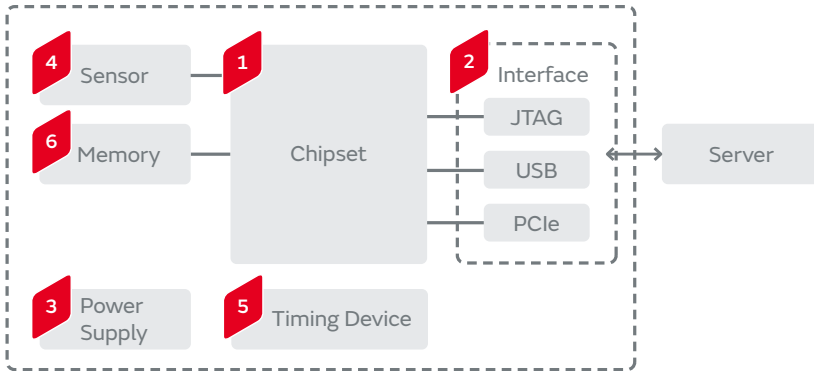 4
Sensor
1
Chipset
2
Interface
JTAG
USB
PCIe
Server
6
Memory
3
Power
Supply
5
Timing Device